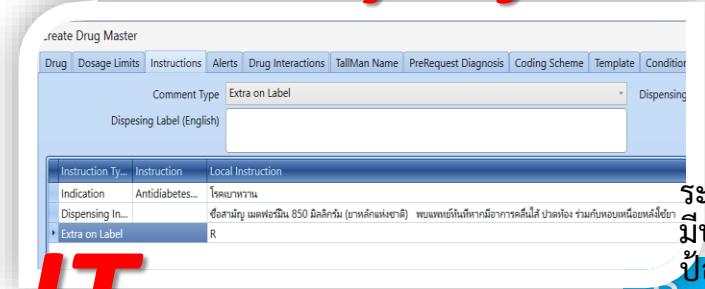 Create Drug Master
Drug Dosage Limits Instructions Alerts Drug Interactions TallMan Name PreRequest Diagnosis Coding Scheme Template Condition
Comment Type Extra on Label Dispensing
Dispesing Label (English)
Instruction Ty... Instruction Local Instruction
Indication Antidiabetes... โรคเบาหวาน
Dispensing In... ชื่อสามัญ เมตฟอร์มิน 850 มิลลิกรัม (ยาหลักแห่งชาติ) พบแพทย์ทันทีหากมีอาการคลื่นไส้ ปวดท้อง ร่วมกับหอบเหนื่อยหลังใช้ยา
Extra on Label R
IT